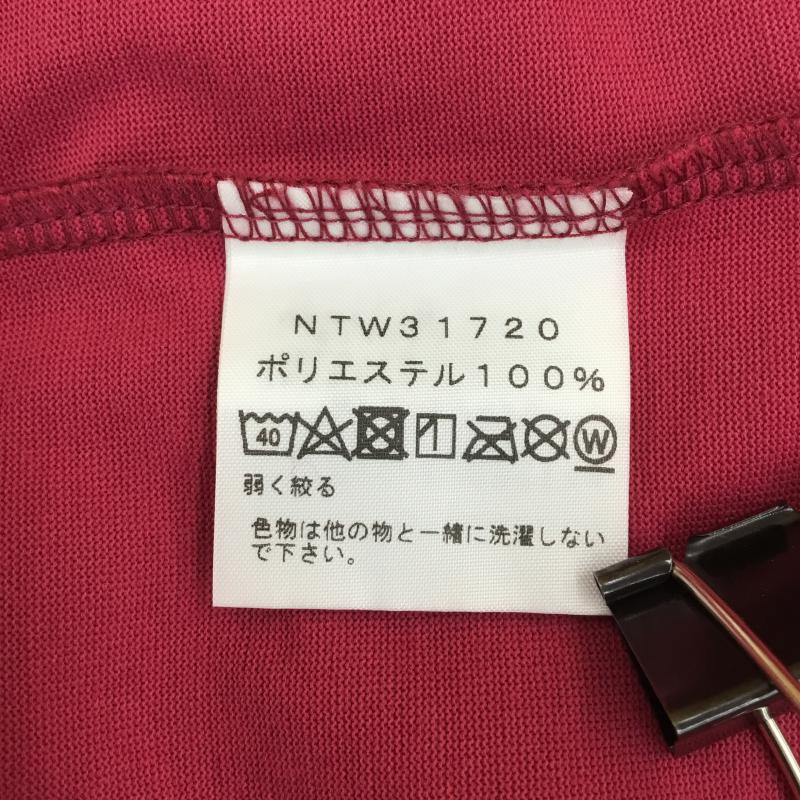 NTW31720
ポリエステル100%
40 W
弱く絞る
色物は他の物と一緒に洗濯しない
で下さい。